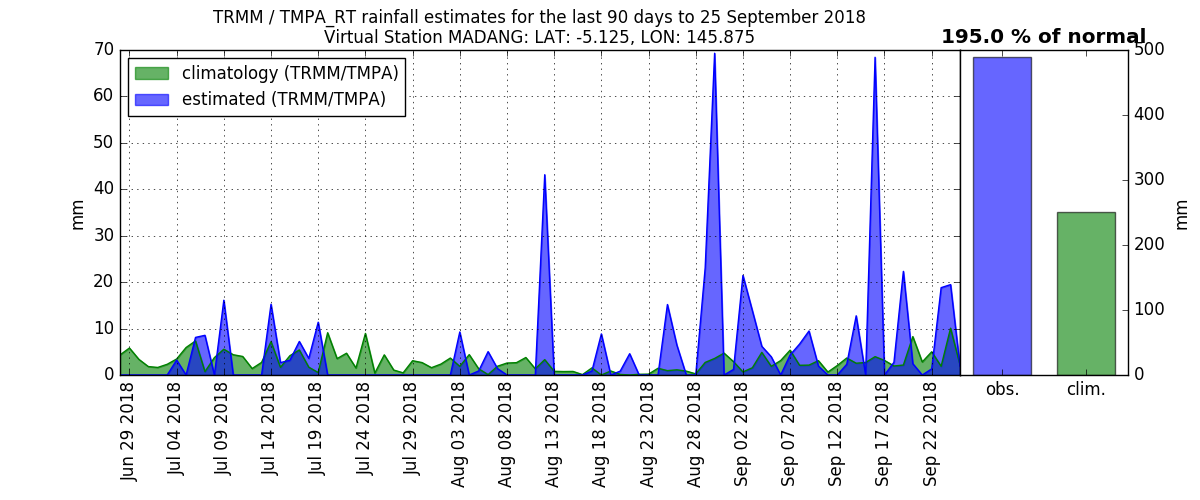 TRMM / TMPA_RT rainfall estimates for the last 90 days to 25 September 2018
Virtual Station MADANG: LAT: -5.125, LON: 145.875
195.0 % of normal
climatology (TRMM/TMPA)
estimated (TRMM/TMPA)
mm
70
60
50
40
30
20
10
0
Jun 29 2018
Jul 04 2018
Jul 09 2018
Jul 14 2018
Jul 19 2018
Jul 24 2018
Jul 29 2018
Aug 03 2018
Aug 08 2018
Aug 13 2018
Aug 18 2018
Aug 23 2018
Aug 28 2018
Sep 02 2018
Sep 07 2018
Sep 12 2018
Sep 17 2018
Sep 22 2018
obs.
clim.
500
400
300
200
100
0
mm